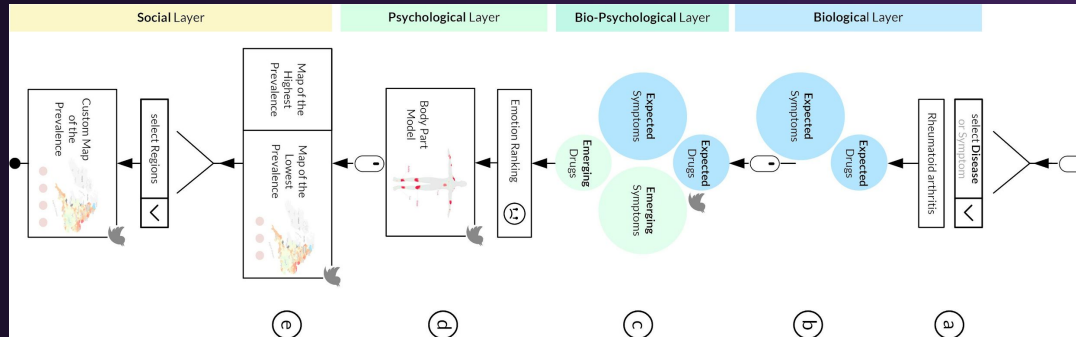 Social Layer
Psychological Layer
Bio-Psychological Layer
Biological Layer
select Disease
or Symptom
Rheumatoid arthritis
a
Expected
Drugs
Expected
Symptoms
b
Expected
Drugs
Expected
Symptoms
Emerging
Symptoms
Emerging
Drugs
c
Emotion Ranking
Body Part
Model
d
Map of the
Highest
Prevalence
Map of the
Lowest
Prevalence
e
select Regions
Custom Map
of the
Prevalence